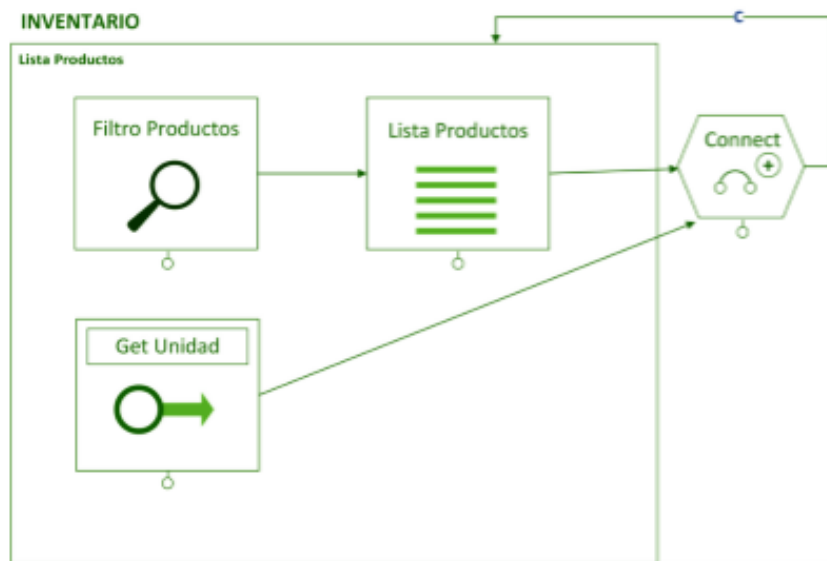 INVENTARIO
C
Lista Productos
Filtro Productos
Lista Productos
Connect
Get Unidad